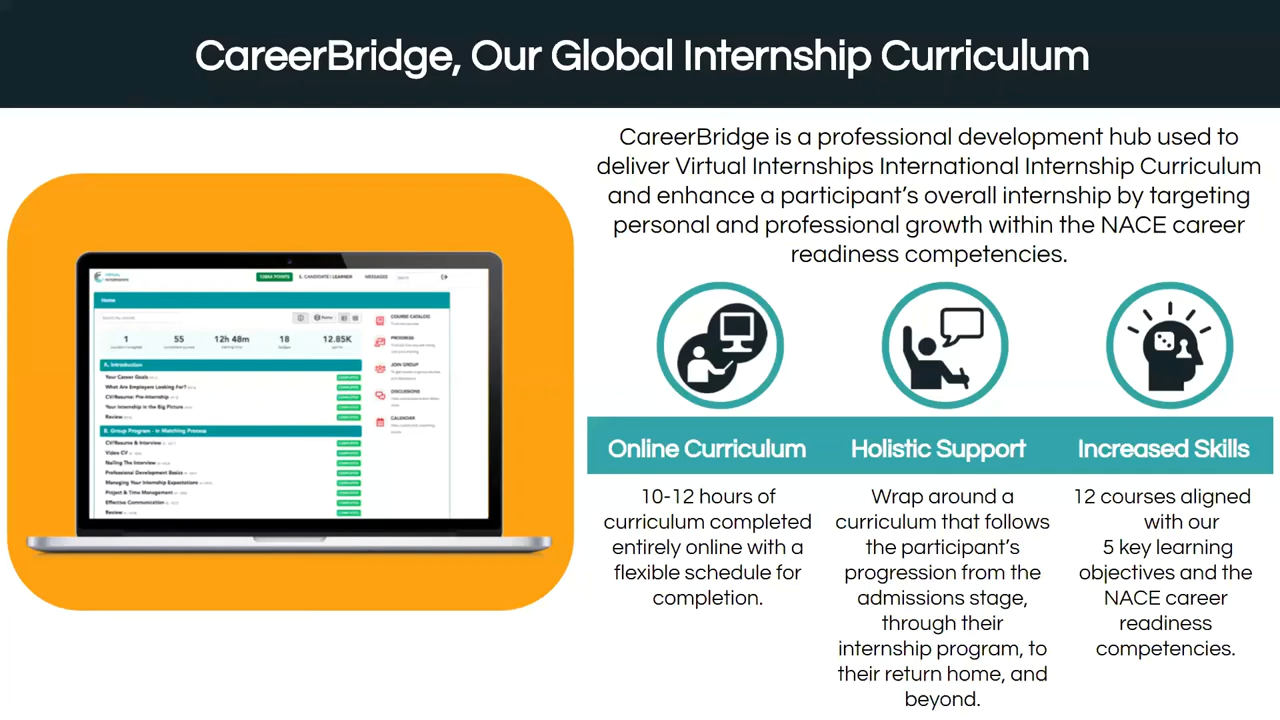 CareerBridge, Our Global Internship Curriculum
CareerBridge is a professional development hub used to
deliver Virtual Internships International Internship Curriculum
and enhance a participant's overall internship by targeting
personal and professional growth within the NACE career
readiness competencies.
MESSAGES
Home
1
55
12h 48m
18
12.85K
A. Introduction
Your Career Goals
What Are Employers Looking For?
CV/Resume: Pre-Internship
Your Internship in the Big Picture
Review
B. Group Program - In Matching Process
CV/Resume & Interview
Video CV
Nailing The Interview
Professional Development Basics
Managing Your Internship Expectations
Project & Time Management
Effective Communication
Review
COURSE CATALOG
PROGRESS
JOIN GROUP
DISCUSSIONS
CALENDAR
Online Curriculum
10-12 hours of
curriculum completed
entirely online with a
flexible schedule for
completion.
Holistic Support
Wrap around a
curriculum that follows
the participant's
progression from the
admissions stage,
through their
internship program, to
their return home, and
beyond.
Increased Skills
12 courses aligned
with our
5 key learning
objectives and the
NACE career
readiness
competencies.